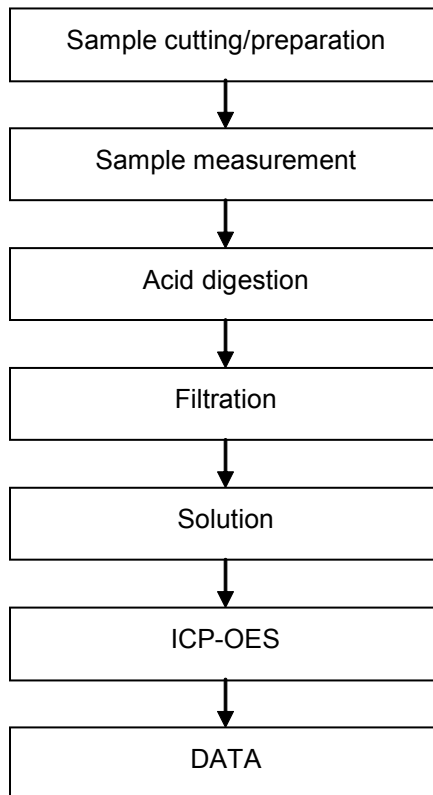 Sample cutting/preparation
Sample measurement
Acid digestion
Filtration
Solution
ICP-OES
DATA